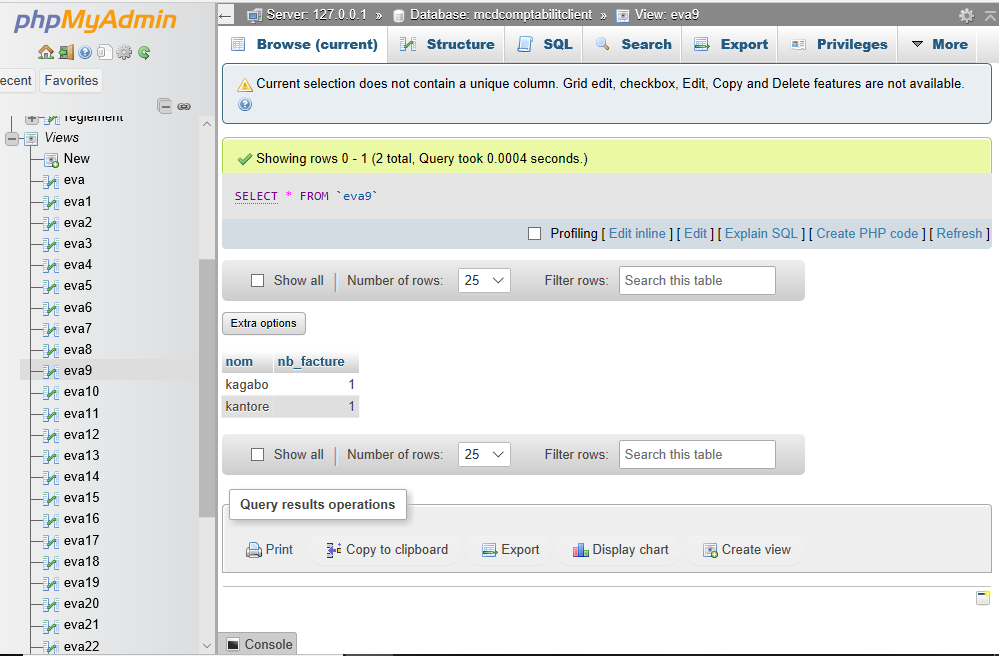 phpMyAdmin
ecent
Favorites
reglement
Views
New
eva
eva1
eva2
eva3
eva4
eva5
eva6
eva7
eva8
eva9
eva10
eva11
eva12
eva13
eva14
eva15
eva16
eva17
eva18
eva19
eva20
eva21
eva22
Server: 127.0.0.1 » Database: mcdcomptabilitclient » View: eva9
Browse (current) Structure SQL Search Export Privileges More
Current selection does not contain a unique column. Grid edit, checkbox, Edit, Copy and Delete features are not available.
Showing rows 0 - 1 (2 total, Query took 0.0004 seconds.)
SELECT * FROM `eva9`
Profiling [ Edit inline ] [ Edit ] [ Explain SQL ] [ Create PHP code ] [ Refresh ]
Show all Number of rows: 25 Filter rows: Search this table
Extra options
nom nb_facture
kagabo 1
kantore 1
Show all Number of rows: 25 Filter rows: Search this table
Query results operations
Print Copy to clipboard Export Display chart Create view
Console